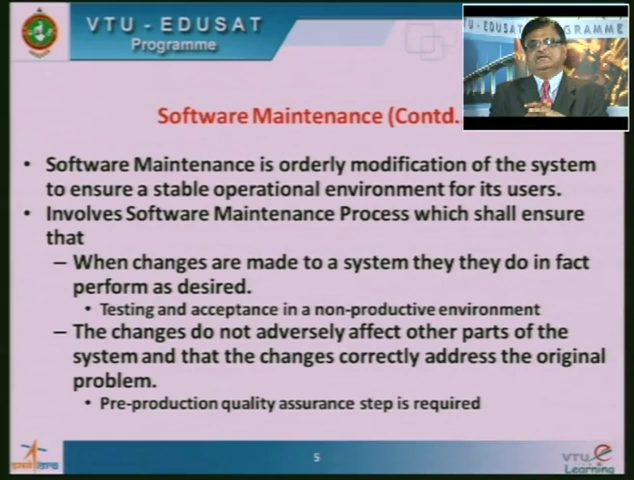 VTU - EDUSAT
Programme
TU - EDUSAT PROGRAMME
Software Maintenance (Contd.
• Software Maintenance is orderly modification of the system
to ensure a stable operational environment for its users.
• Involves Software Maintenance Process which shall ensure
that
– When changes are made to a system they they do in fact
perform as desired.
• Testing and acceptance in a non-productive environment
– The changes do not adversely affect other parts of the
system and that the changes correctly address the original
problem.
• Pre-production quality assurance step is required
5
VTU e
Learning